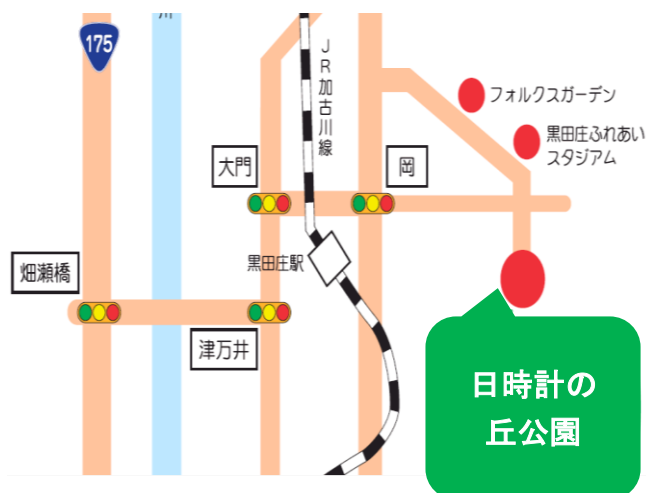 川
175
JR加古川線
フォルクスガーデン
黒田庄ふれあい
スタジアム
大門
岡
黒田庄駅
畑瀬橋
津万井
日時計の
丘公園